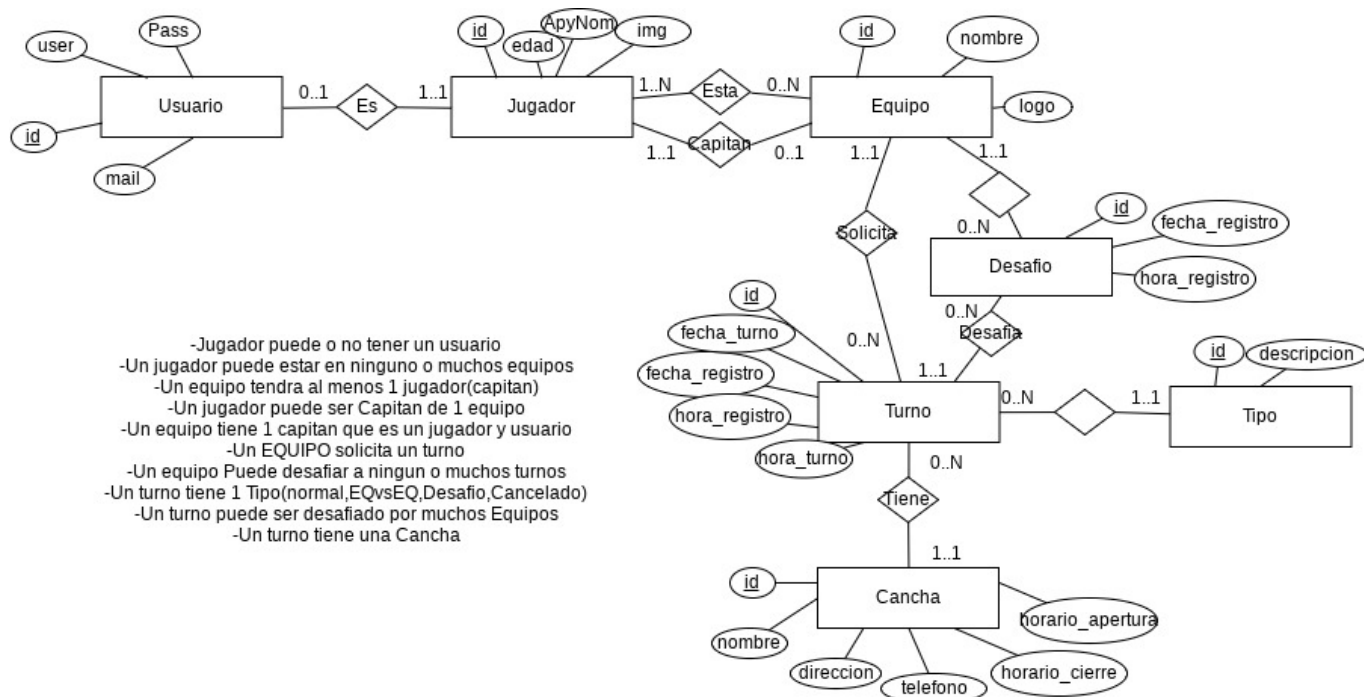 ApyNom
Pass
id
img
id
nombre
user
edad
Usuario
0..1
Es
1..1
Jugador
1..N
Esta
0..N
Equipo
logo
id
Capitan
1..1
0..1
1..1
1..1
mail
id
fecha_registro
Solicita
0..N
Desafio
hora_registro
id
0..N
Desafia
fecha_turno
-Jugador puede o no tener un usuario
-Un jugador puede estar en ninguno o muchos equipos
-Un equipo tendra al menos 1 jugador(capitan)
-Un jugador puede ser Capitan de 1 equipo
-Un equipo tiene 1 capitan que es un jugador y usuario
-Un EQUIPO solicita un turno
-Un equipo Puede desafiar a ningun o muchos turnos
-Un turno tiene 1 Tipo(normal,EQvsEQ,Desafio,Cancelado)
-Un turno puede ser desafiado por muchos Equipos
-Un turno tiene una Cancha
0..N
id
descripcion
fecha_registro
1..1
hora_registro
Turno
0..N
1..1
Tipo
hora_turno
0..N
Tiene
1..1
id
Cancha
horario_apertura
nombre
direccion
telefono
horario_cierre